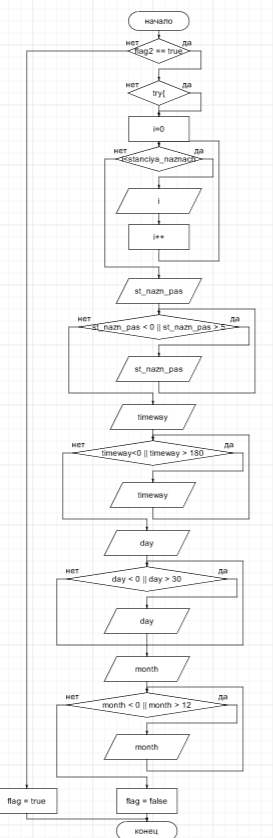 начало
нет
да
flag2 == true
нет
да
try{
i=0
нет
да
i
i++
st_nazn_pas
нет
да
st_nazn_pas < 0 || st_nazn_pas > 5
st_nazn_pas
timeway
нет
да
timeway<0 || timeway > 180
timeway
day
нет
да
day < 0 || day > 30
day
month
нет
да
month < 0 || month > 12
month
flag = true
flag = false
конец